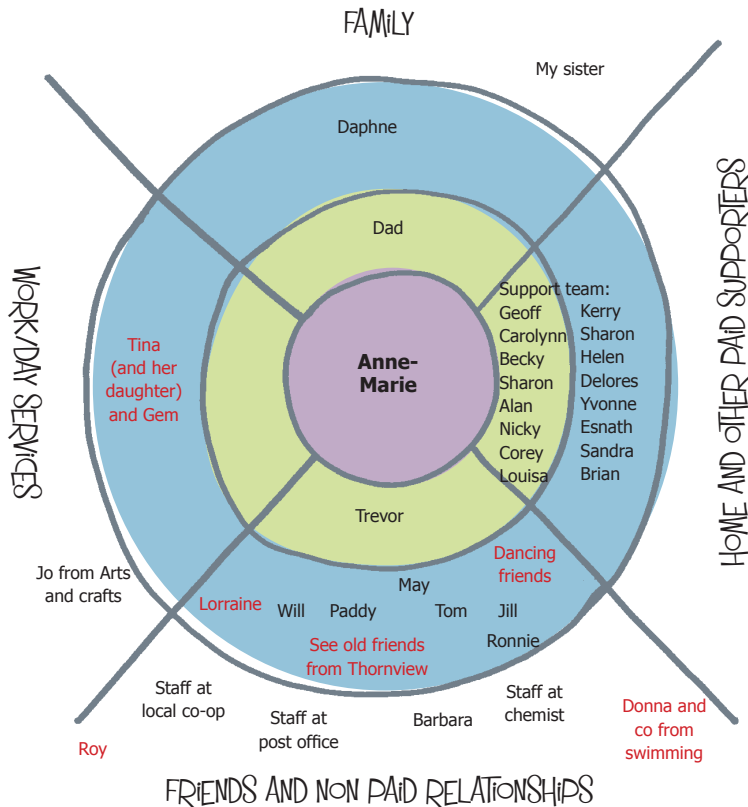 FAMILY
My sister
Daphne
Dad
HOME AND OTHER PAID SUPPORTERS
Support team:
Geoff
Carolynn
Becky
Sharon
Alan
Nicky
Corey
Louisa
Kerry
Sharon
Helen
Delores
Yvonne
Esnath
Sandra
Brian
WORK/DAY SERVICES
Tina
(and her
daughter)
and Gem
Anne-
Marie
Jo from Arts
and crafts
Trevor
Dancing
friends
May
Lorraine
Will
Paddy
Tom
Jill
Ronnie
See old friends
from Thornview
Staff at
local co-op
Staff at
post office
Barbara
Staff at
chemist
Donna and
co from
swimming
Roy
FRIENDS AND NON PAID RELATIONSHIPS